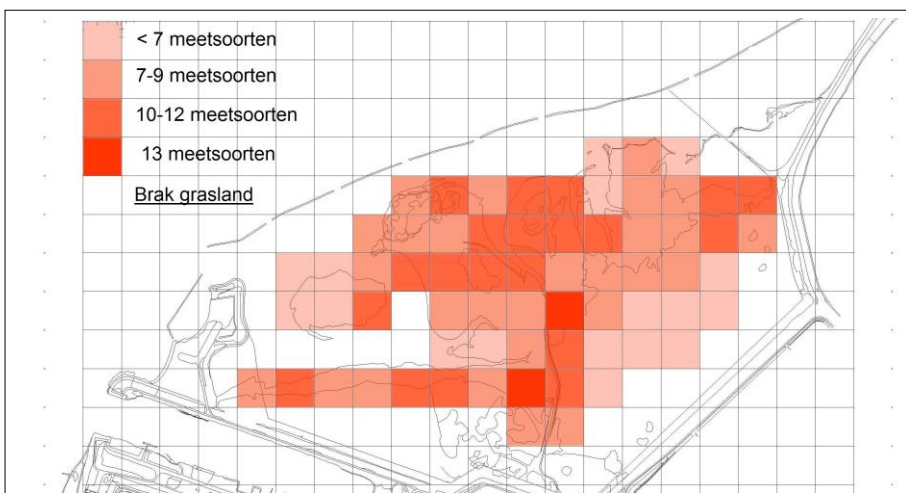 < 7 meetsoorten
7-9 meetsoorten
10-12 meetsoorten
13 meetsoorten
Brak grasland